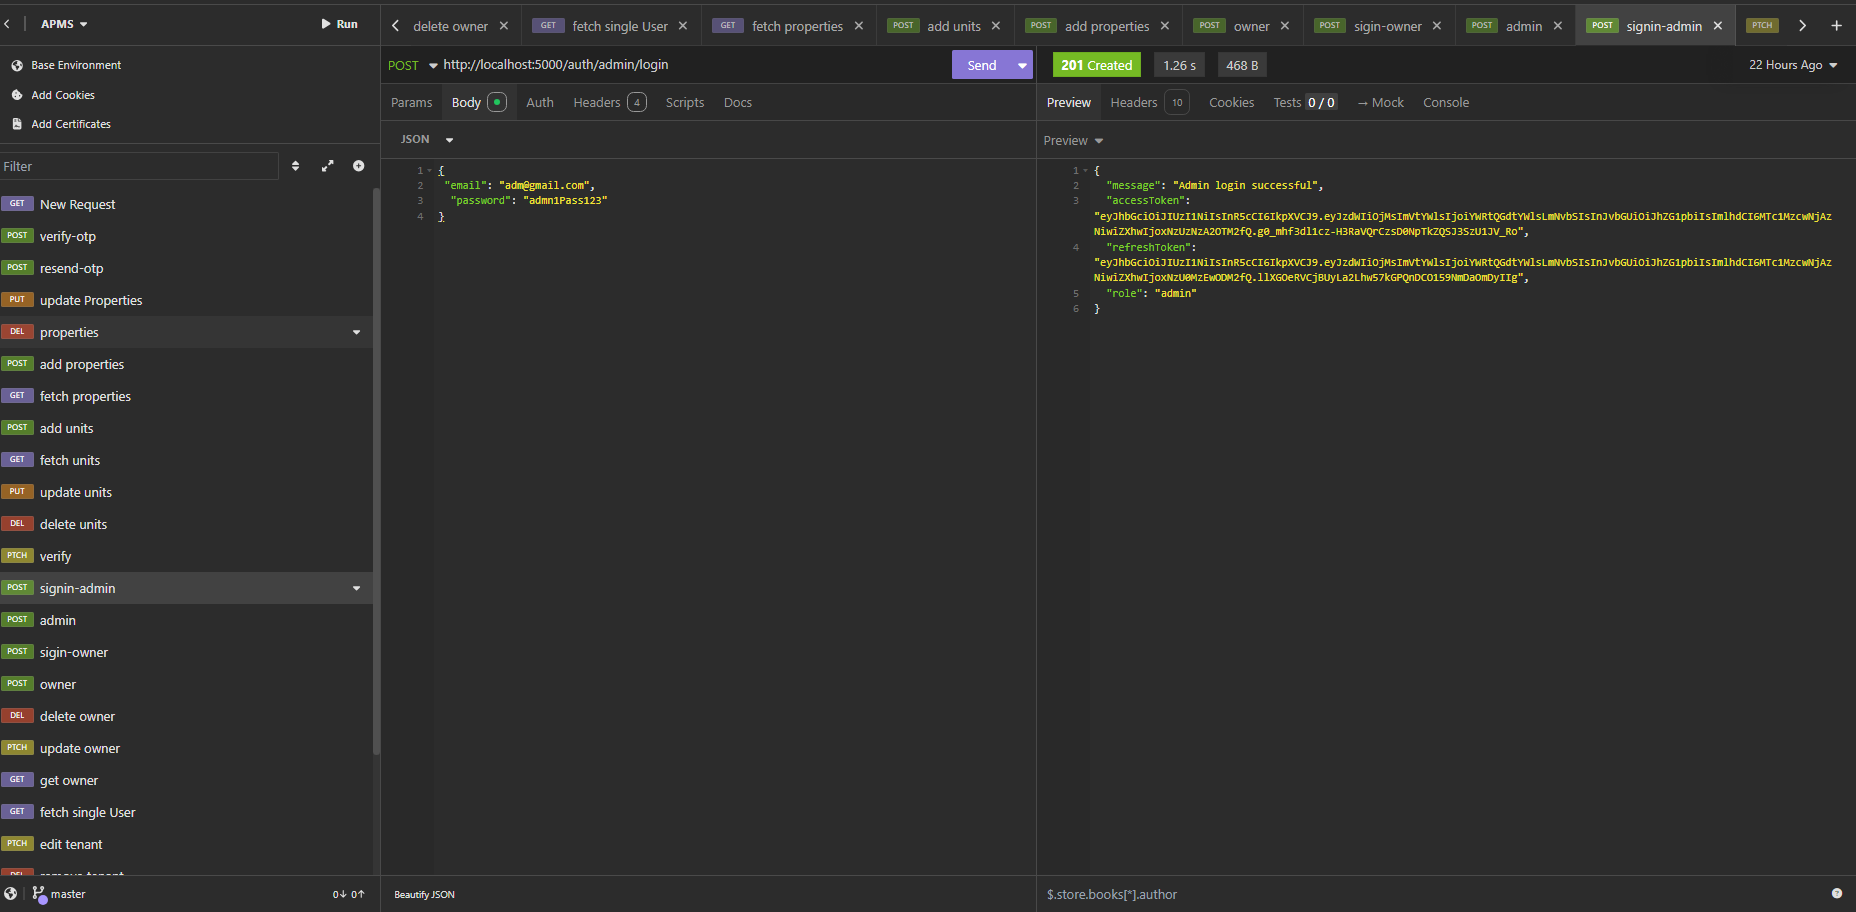 APMS
Run
Base Environment
Add Cookies
Add Certificates
Filter
GET New Request
POST verify-otp
POST resend-otp
PUT update Properties
DEL properties
POST add properties
GET fetch properties
POST add units
GET fetch units
PUT update units
DEL delete units
PTCH verify
POST signin-admin
POST admin
POST sigin-owner
POST owner
DEL delete owner
PTCH update owner
GET get owner
GET fetch single User
PTCH edit tenant
master 0 0
delete owner GET fetch single User GET fetch properties POST add units POST add properties POST owner POST sigin-owner POST admin POST signin-admin PTCH
POST http://localhost:5000/auth/admin/login Send
Params Body Auth Headers 4 Scripts Docs
JSON
1 {
2 "email": "adm@gmail.com",
3 "password": "admn1Pass123"
4 }
Beautify JSON
201 Created 1.26 s 468 B 22 Hours Ago
Preview Headers 10 Cookies Tests 0 / 0 → Mock Console
Preview
1 {
2 "message": "Admin login successful",
3 "accessToken":
4 "refreshToken":
5 "role": "admin"
6 }
$.store.books[*].author